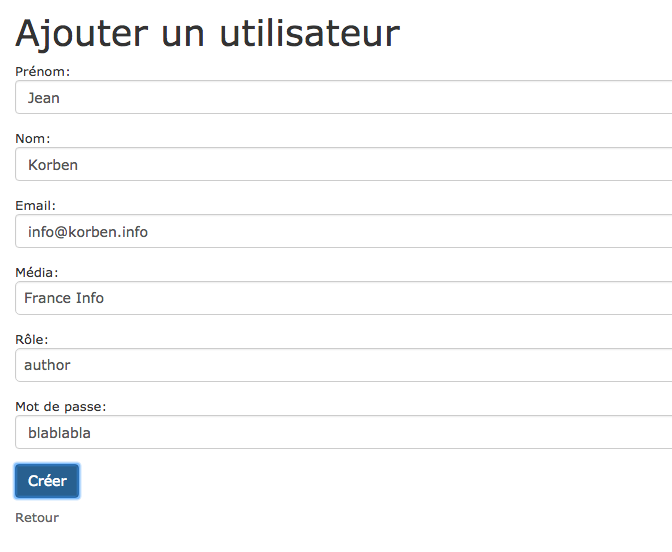 Ajouter un utilisateur
Prénom:
Jean
Nom:
Korben
Email:
info@korben.info
Média:
France Info
Rôle:
author
Mot de passe:
blablabla
Créer
Retour